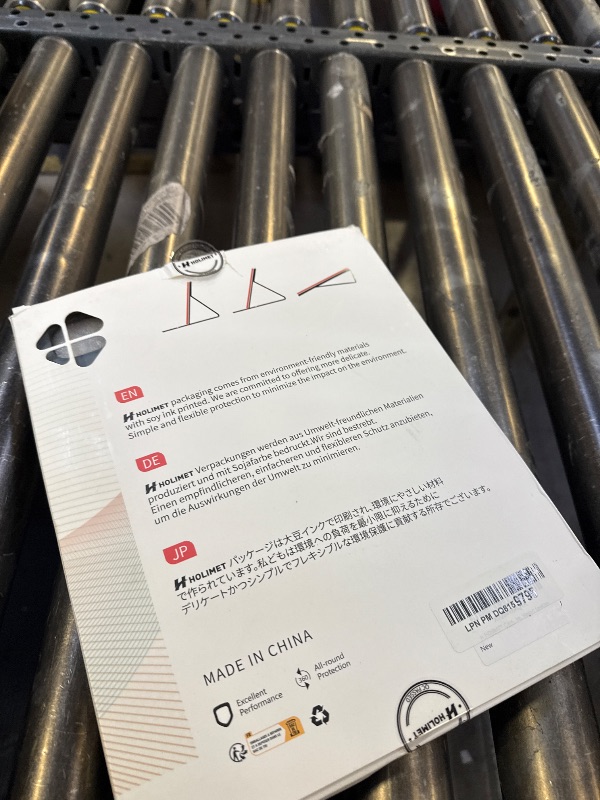 HOLIMET
EN
HOLIMET packaging comes from environment-friendly materials
with soy ink printed. We are committed to offering more delicate.
Simple and flexible protection to minimize the impact on the environment.
DE
HOLIMET Verpackungen werden aus Umwelt-freundlichen Materialien
produziert und mit Sojafarbe bedruckt.Wir sind bestrebt.
Einen empfindlicheren, einfacheren und flexibleren Schutz anzubieten,
um die Auswirkungen der Umwelt zu minimieren.
JP
HOLIMET パッケージは大豆インクで印刷され、環境にやさしい材料
で作られています。私どもは環境への負荷を最小限に抑えるために
デリケートかつシンプルでフレキシブルな環境保護に貢献する所存でございます。
LPN PM DQ815979
New
MADE IN CHINA
Excellent
Performance
360°
All-round
Protection
FR
HOLIMET